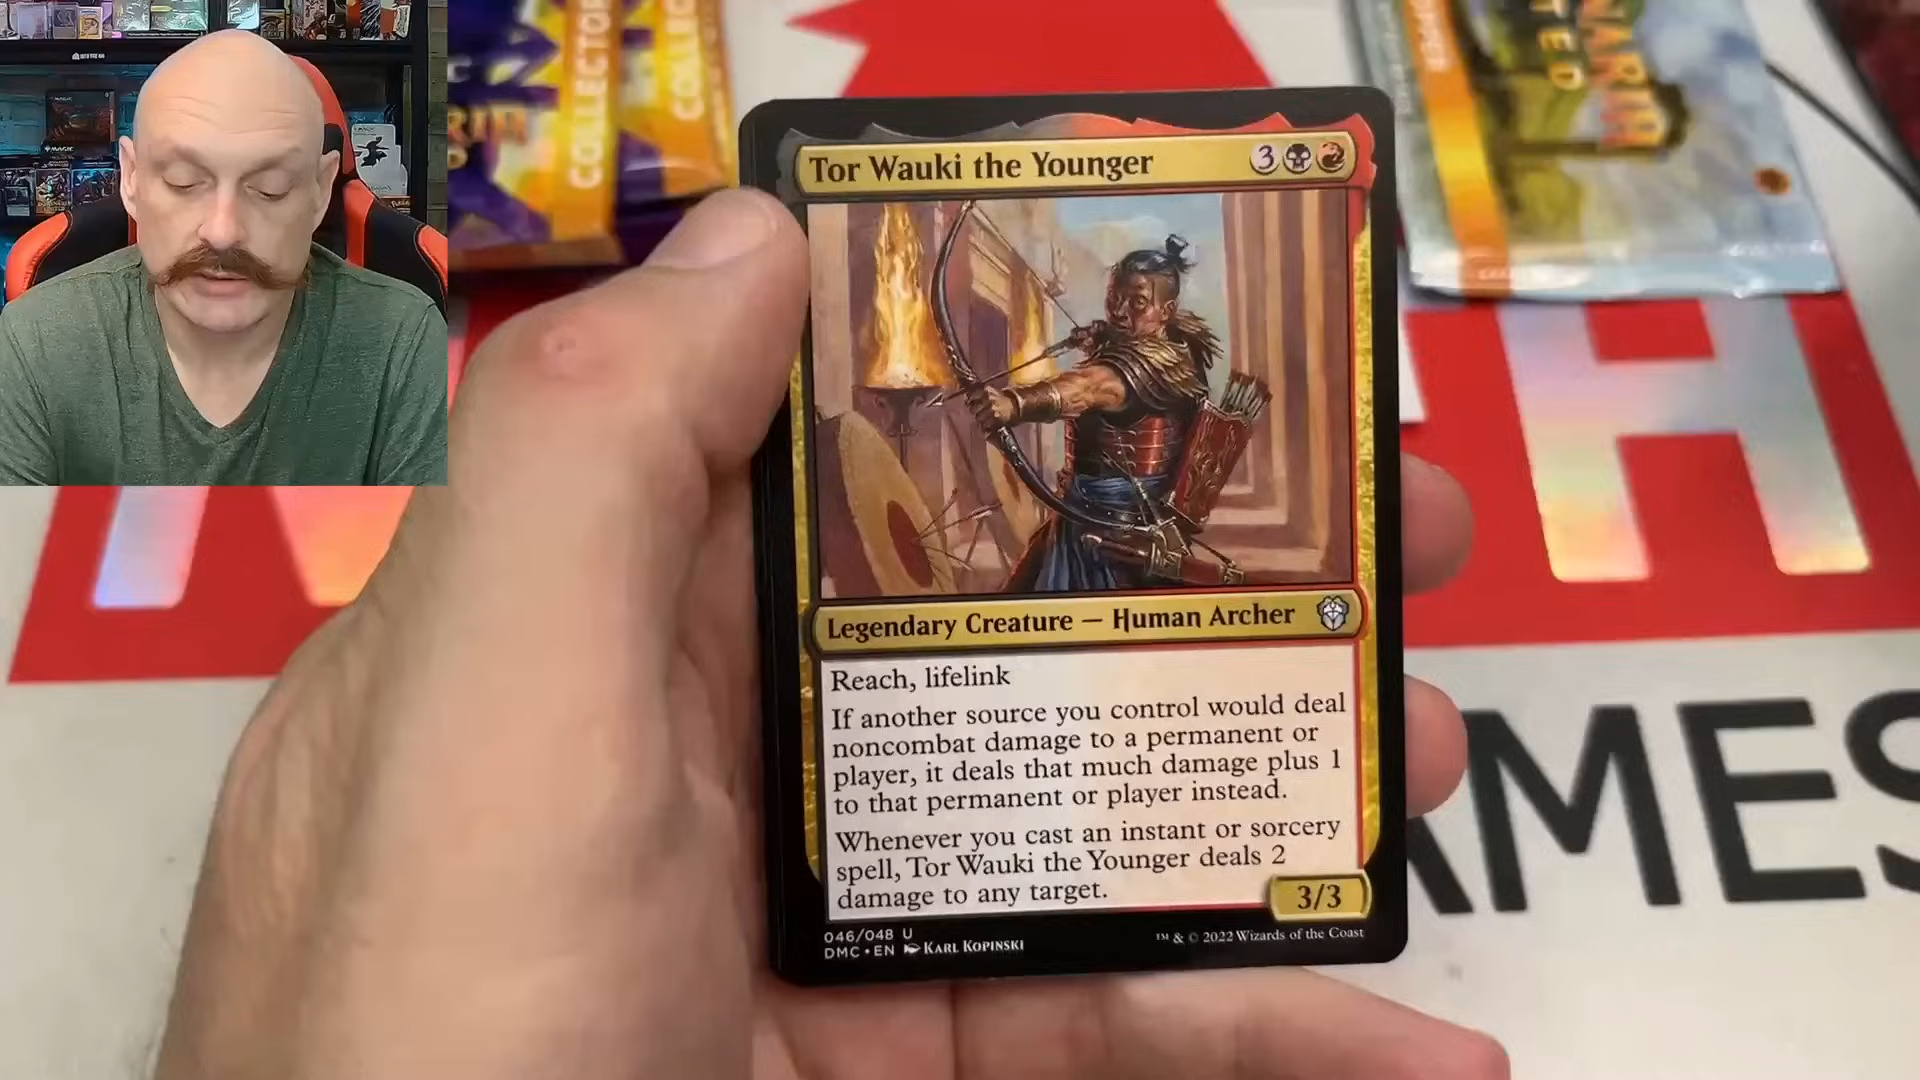 COLLECTOR
COLLEC
Tor Wauki the Younger
3
Legendary Creature — Human Archer
Reach, lifelink
If another source you control would deal
noncombat damage to a permanent or
player, it deals that much damage plus 1
to that permanent or player instead.
Whenever you cast an instant or sorcery
spell, Tor Wauki the Younger deals 2
damage to any target.
3/3
046/048 U
DMC • EN KARL KOPINSKI
™ & © 2022 Wizards of the Coast
H
AMES
MAGIC